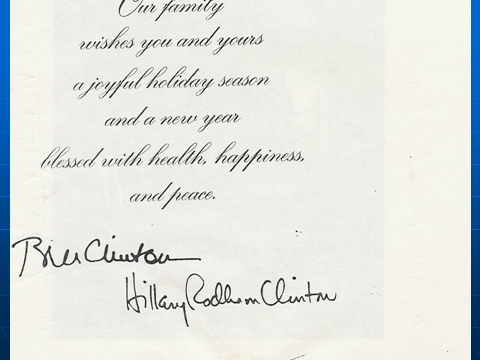 Our family
wishes you and yours
a joyful holiday season
and a new year
blessed with health, happiness,
and peace.
Bill Clinton
Hillary Rodham Clinton